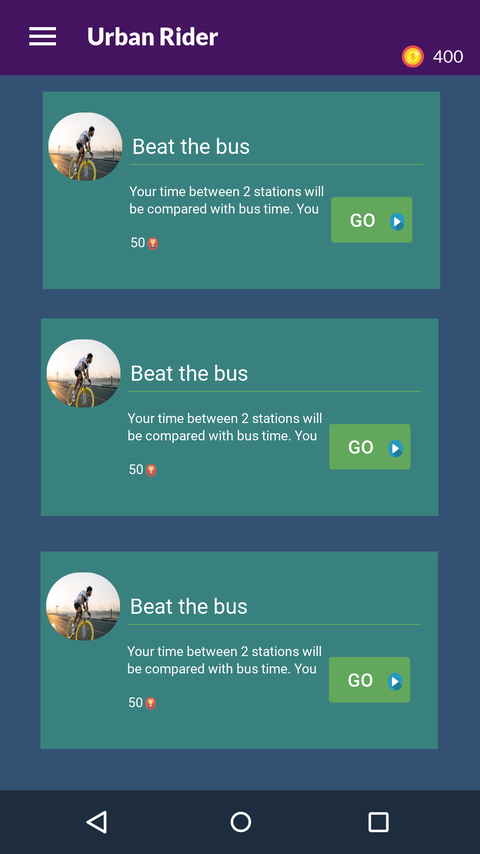 Urban Rider
400
Beat the bus
Your time between 2 stations will
be compared with bus time. You
GO
50
Beat the bus
Your time between 2 stations will
be compared with bus time. You
GO
50
Beat the bus
Your time between 2 stations will
be compared with bus time. You
GO
50